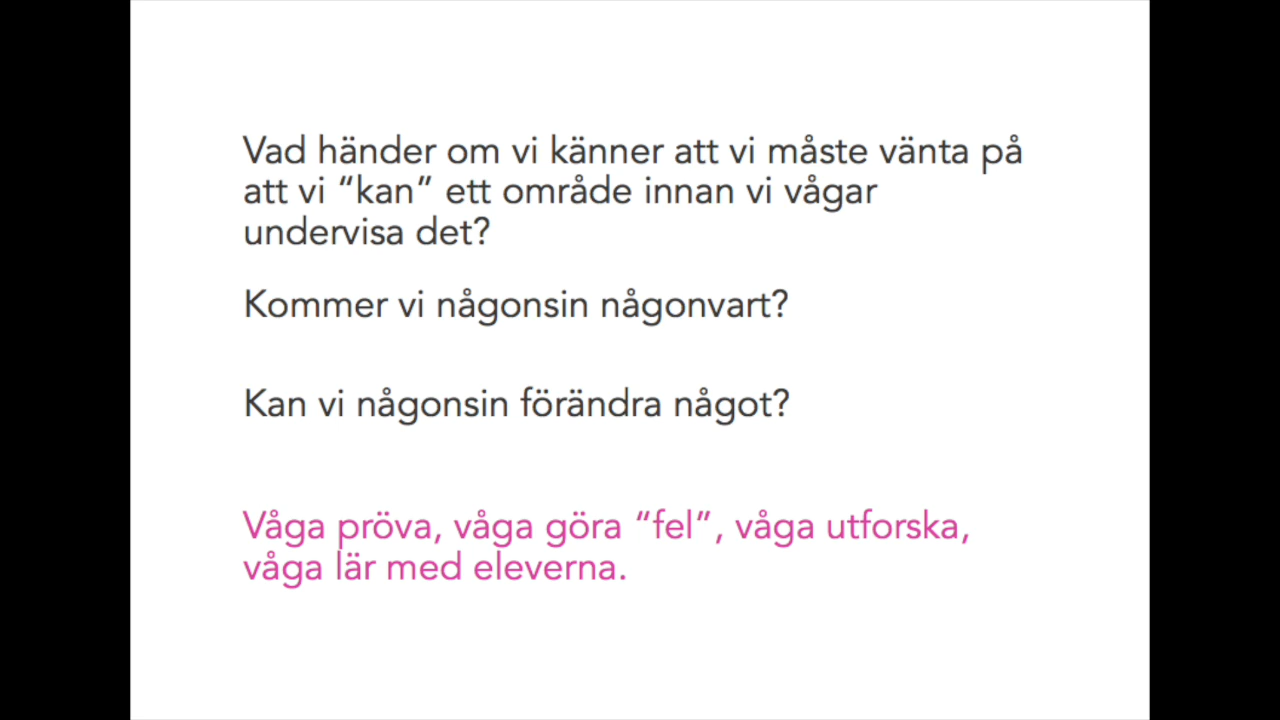 Vad händer om vi känner att vi måste vänta på
att vi “kan” ett område innan vi vågar
undervisa det?
Kommer vi någonsin någonvart?
Kan vi någonsin förändra något?
Våga pröva, våga göra “fel”, våga utforska,
våga lär med eleverna.